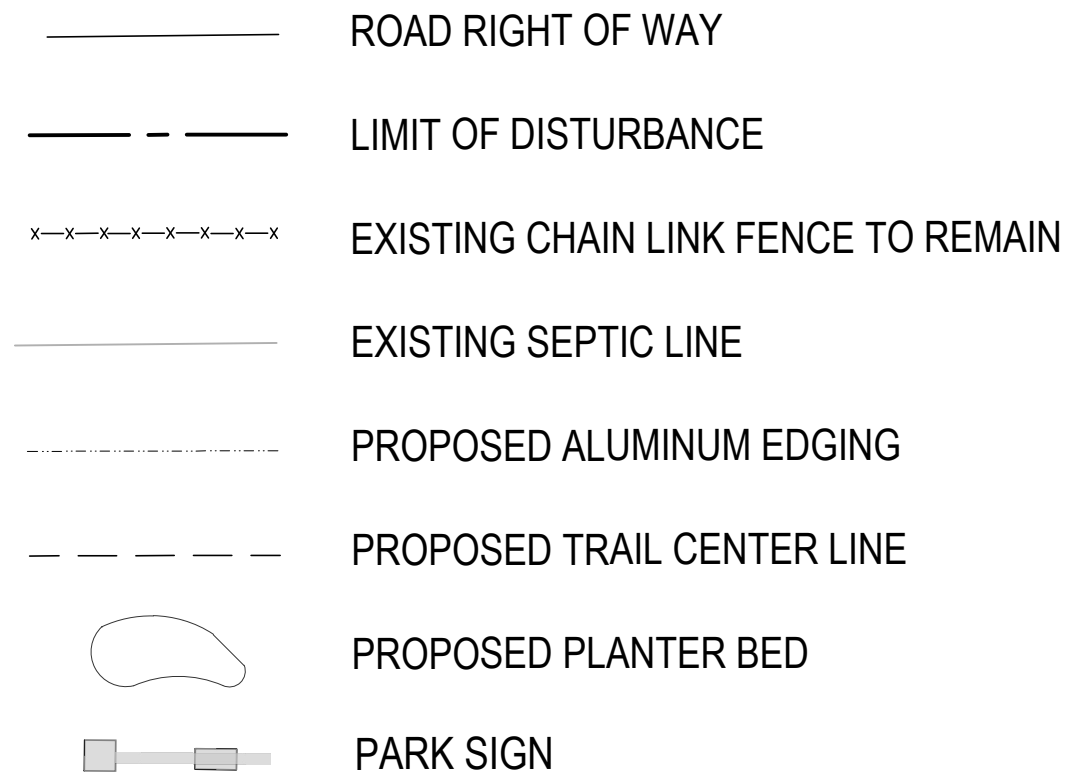 ROAD RIGHT OF WAY
LIMIT OF DISTURBANCE
EXISTING CHAIN LINK FENCE TO REMAIN
EXISTING SEPTIC LINE
PROPOSED ALUMINUM EDGING
PROPOSED TRAIL CENTER LINE
PROPOSED PLANTER BED
PARK SIGN